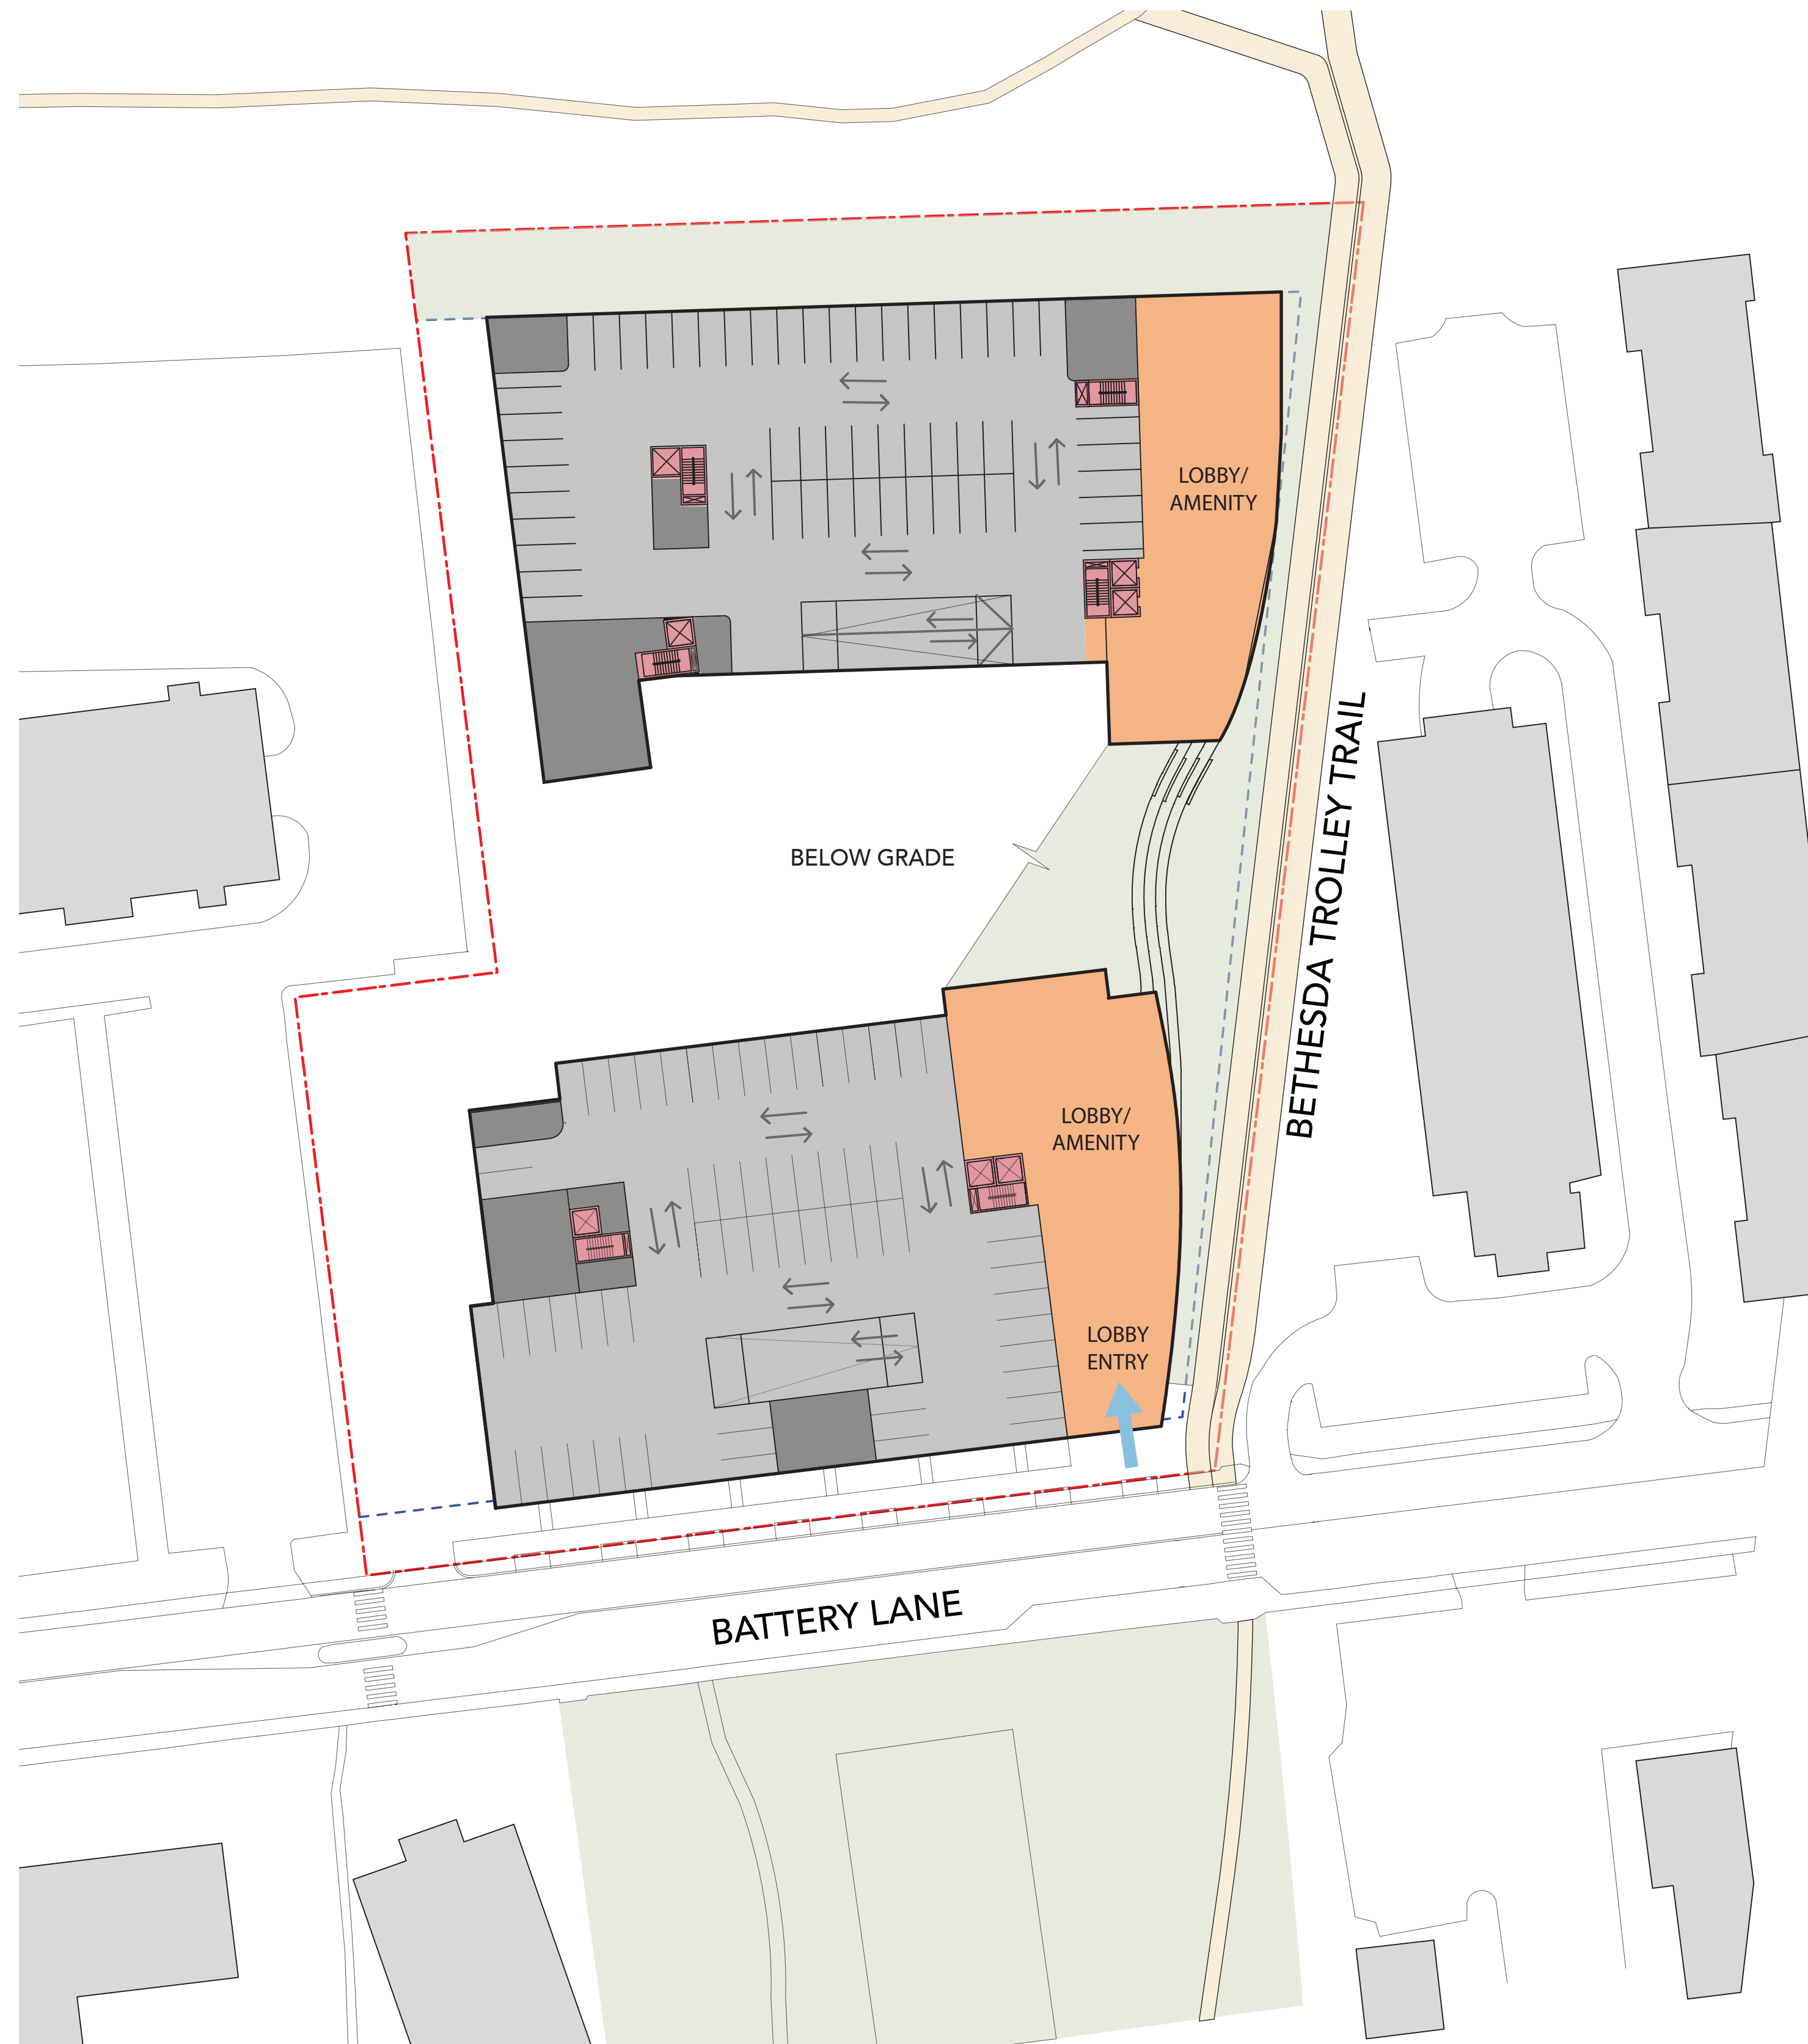 LOBBY/
AMENITY
BETHESDA TROLLEY TRAIL
BELOW GRADE
LOBBY/
AMENITY
LOBBY
ENTRY
BATTERY LANE